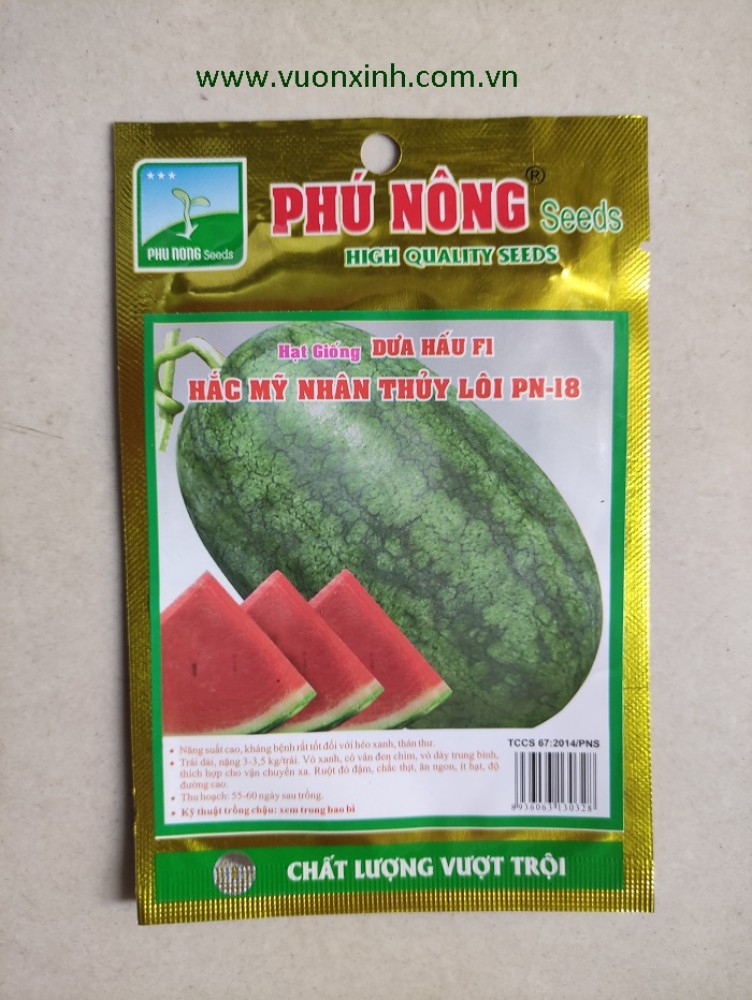 www.vuonxinh.com.vn
PHU NONG Seeds
PHÚ NÔNG ® Seeds
HIGH QUALITY SEEDS
Hạt Giống DƯA HẤU F1
HẮC MỸ NHÂN THỦY LÔI PN-18
• Năng suất cao, kháng bệnh rất tốt đối với héo xanh, thán thư.
• Trái dài, nặng 3-3,5 kg/trái. Vỏ xanh, có vân đen chìm, vỏ dày trung bình,
thích hợp cho vận chuyển xa. Ruột đỏ đậm, chắc thịt, ăn ngon, ít hạt, độ
đường cao.
• Thu hoạch: 55-60 ngày sau trồng.
• Kỹ thuật trồng chậu: xem trong bao bì
TCCS 67:2014/PNS
8936063130328
CHẤT LƯỢNG VƯỢT TRỘI